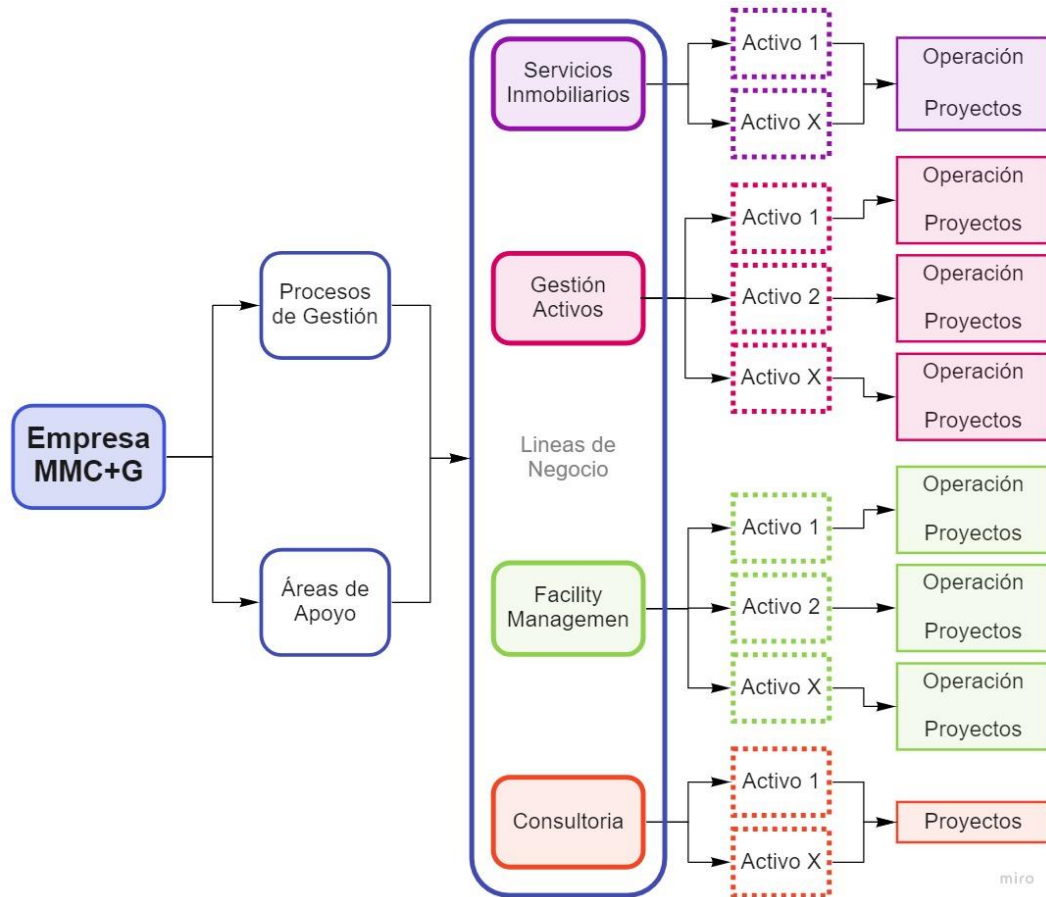 Empresa
MMC+G
Procesos
de Gestión
Áreas de
Apoyo
Lineas de
Negocio
Servicios
Inmobiliarios
Activo 1
Activo X
Operación
Proyectos
Gestión
Activos
Activo 1
Activo 2
Activo X
Operación
Proyectos
Operación
Proyectos
Operación
Proyectos
Facility
Managemen
Activo 1
Activo 2
Activo X
Operación
Proyectos
Operación
Proyectos
Operación
Proyectos
Consultoria
Activo 1
Activo X
Proyectos
miro